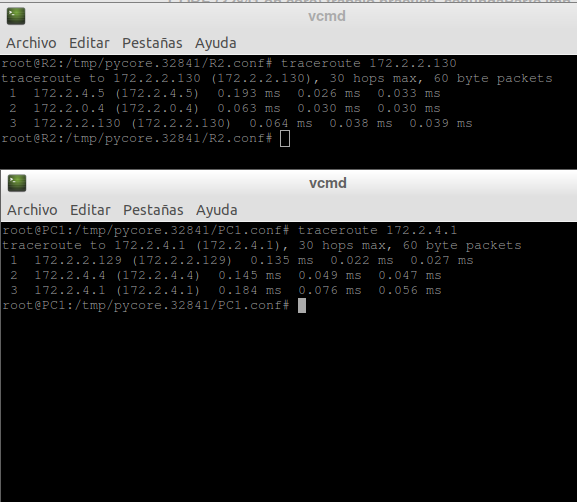 vcmd
Archivo Editar Pestañas Ayuda
root@R2:/tmp/pycore.32841/R2.conf# traceroute 172.2.2.130
traceroute to 172.2.2.130 (172.2.2.130), 30 hops max, 60 byte packets
1 172.2.4.5 (172.2.4.5) 0.193 ms 0.026 ms 0.033 ms
2 172.2.0.4 (172.2.0.4) 0.063 ms 0.030 ms 0.030 ms
3 172.2.2.130 (172.2.2.130) 0.064 ms 0.038 ms 0.039 ms
root@R2:/tmp/pycore.32841/R2.conf#
vcmd
Archivo Editar Pestañas Ayuda
root@PC1:/tmp/pycore.32841/PC1.conf# traceroute 172.2.4.1
traceroute to 172.2.4.1 (172.2.4.1), 30 hops max, 60 byte packets
1 172.2.2.129 (172.2.2.129) 0.135 ms 0.022 ms 0.027 ms
2 172.2.4.4 (172.2.4.4) 0.145 ms 0.049 ms 0.047 ms
3 172.2.4.1 (172.2.4.1) 0.184 ms 0.076 ms 0.056 ms
root@PC1:/tmp/pycore.32841/PC1.conf#